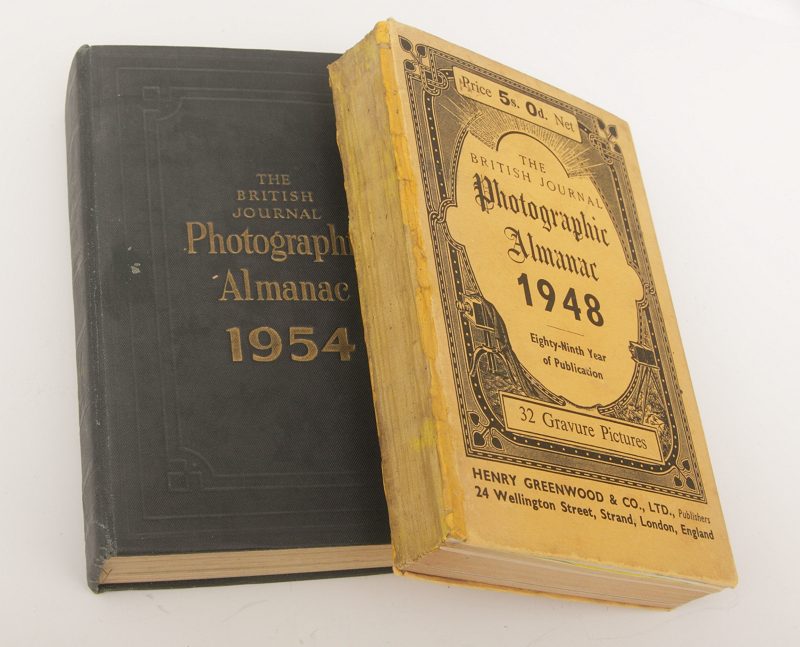 THE
BRITISH
JOURNAL
Photographi
Almanac
1954
Price 5s. 0d. Net
THE
BRITISH JOURNAL
Photographic
Almanac
1948
Eighty-Ninth Year
of Publication
32 Gravure Pictures
HENRY GREENWOOD & CO., LTD., Publishers
24 Wellington Street, Strand, London, England